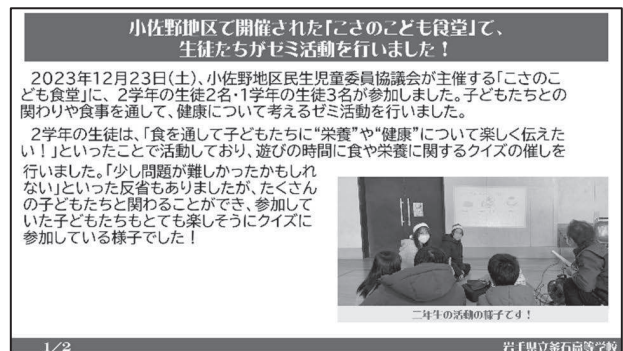 小佐野地区で開催された「こさのこども食堂」で、
生徒たちがゼミ活動を行いました！
2023年12月23日（土）、小佐野地区民生児童委員協議会が主催する「こさのこ
ども食堂」に、2学年の生徒2名・1学年の生徒3名が参加しました。子どもたちとの
関わりや食事を通して、健康について考えるゼミ活動を行いました。
2学年の生徒は、「食を通して子どもたちに“栄養”や“健康”について楽しく伝えた
い！」といったことで活動しており、遊びの時間に食や栄養に関するクイズの催しを
行いました。「少し問題が難しかったかもしれ
ない」といった反省もありましたが、たくさん
の子どもたちと関わることができ、参加して
いた子どもたちもとても楽しそうにクイズに
参加している様子でした！
二年生の活動の様子です！
1/2
岩手県立釜石高等学校